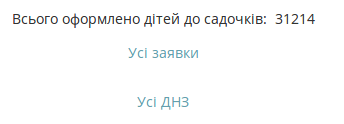 Всього оформлено дітей до садочків: 31214
Усі заявки
Усі ДНЗ